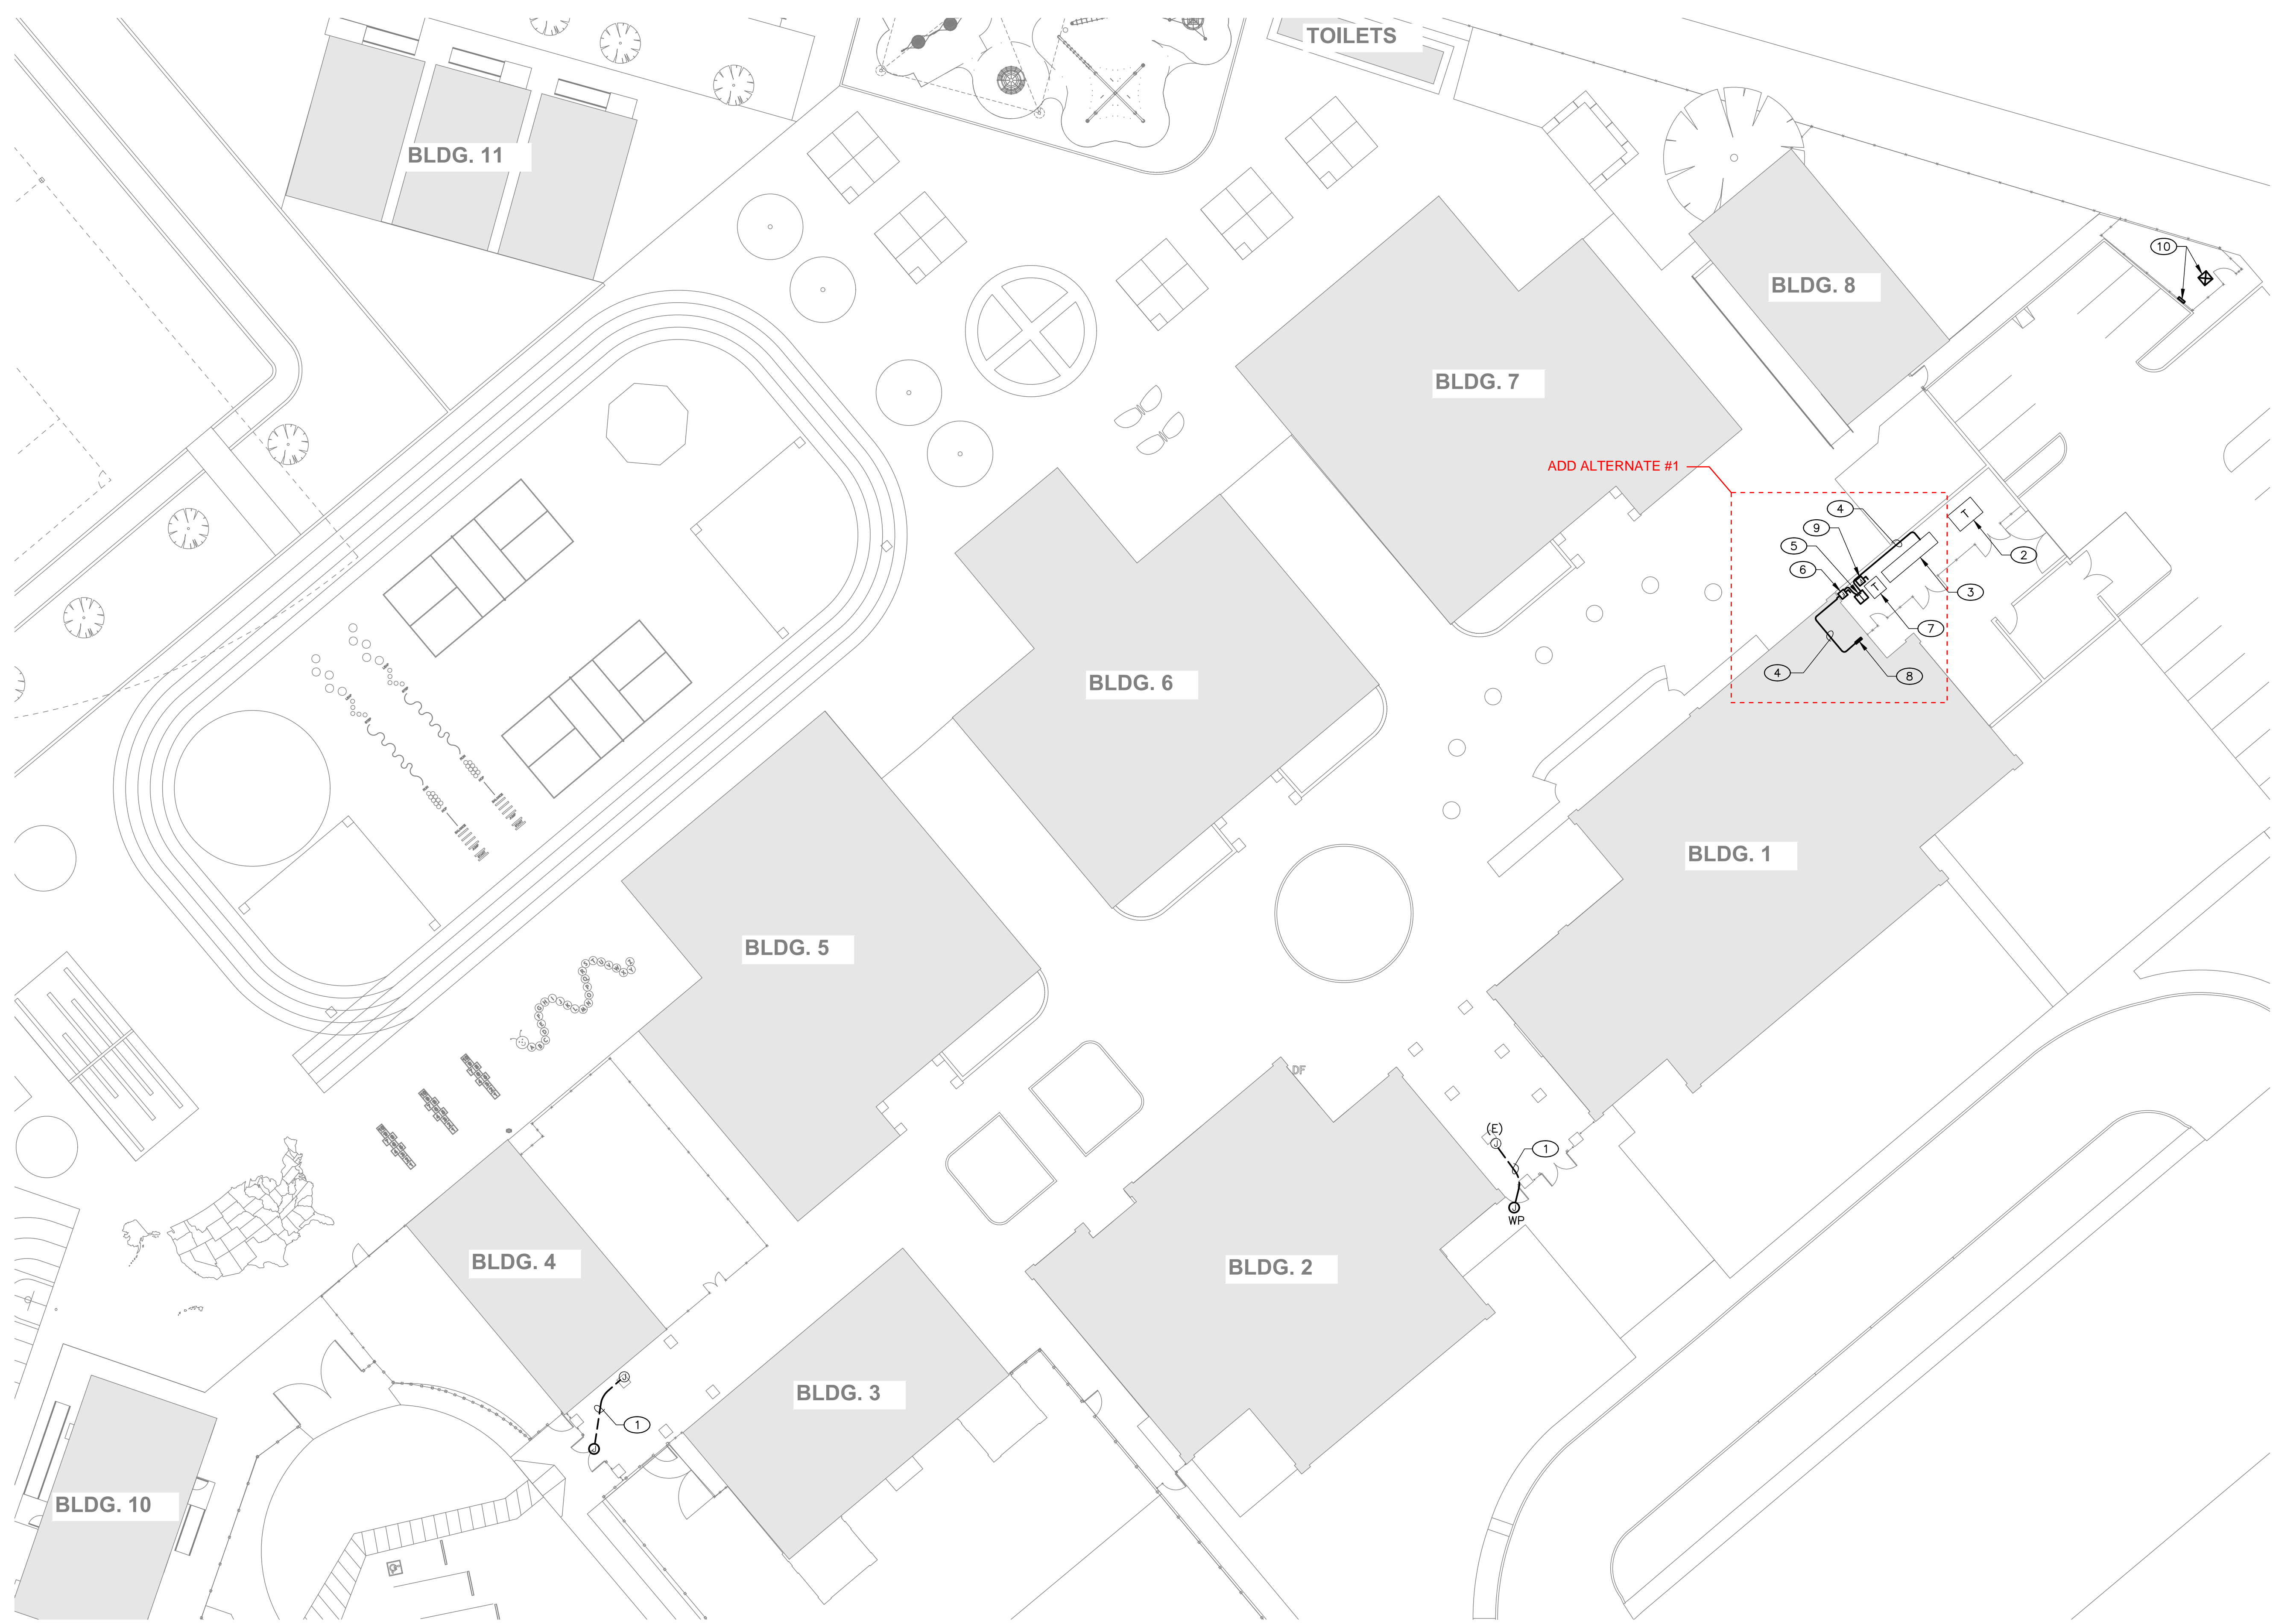 TOILETS
BLDG. 11
10
BLDG. 8
BLDG. 7
ADD ALTERNATE #1
4
9
T
5
2
6
T
3
7
4
8
BLDG. 6
BLDG. 1
BLDG. 5
DF
(E)
J
1
J
WP
BLDG. 4
BLDG. 2
J
BLDG. 3
1
J
BLDG. 10